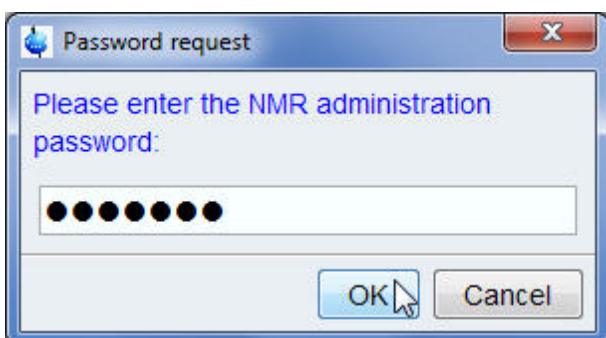 Password request
Please enter the NMR administration
password:
●●●●●●●
OK
Cancel